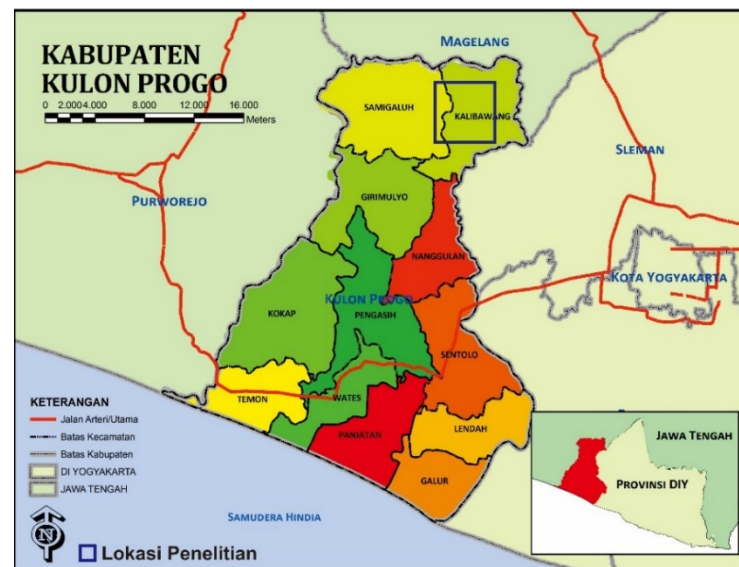 KABUPATEN
KULON PROGO
0 2.0004.000 8.000 12.000 16.000
Meters
MAGELANG
SAMIGALUH
KALIBAWANG
SLEMAN
PURWOREJO
GIRIMULYO
NANGGULAN
KOTA YOGYAKARTA
KULON PROGO
KOKAP
PENGASIH
SENTOLO
TEMON
WATES
PANJATAN
LENDAH
GALUR
KETERANGAN
Jalan Arteri/Utama
Batas Kecamatan
Batas Kabupaten
DI YOGYAKARTA
JAWA TENGAH
SAMUDERA HINDIA
N
Lokasi Penelitian
JAWA TENGAH
PROVINSI DIY